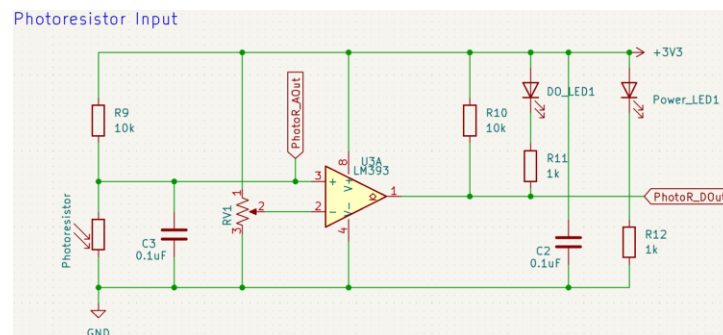 Photoresistor Input
+3V3
R9
10k
PhotoR_AOut
R10
10k
DO_LED1
Power_LED1
U3A
LM393
8
V+
3
+
1
2
-
V-
4
RV1
1
2
3
R11
1k
PhotoR_DOut
Photoresistor
C3
0.1uF
C2
0.1uF
R12
1k
GND